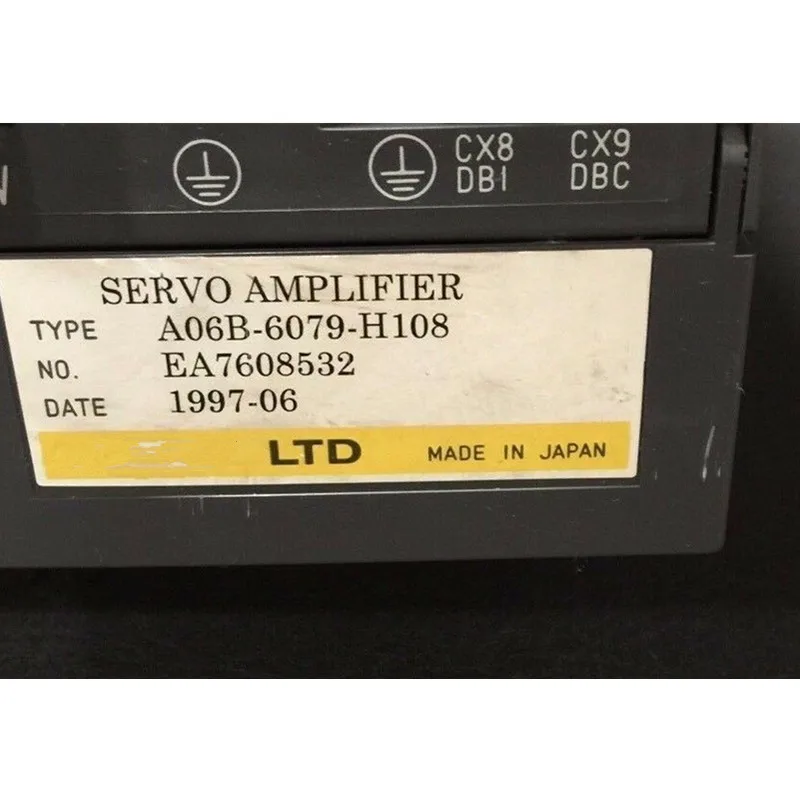 CX8 CX9
DB1 DBC
SERVO AMPLIFIER
TYPE A06B-6079-H108
NO. EA7608532
DATE 1997-06
LTD MADE IN JAPAN